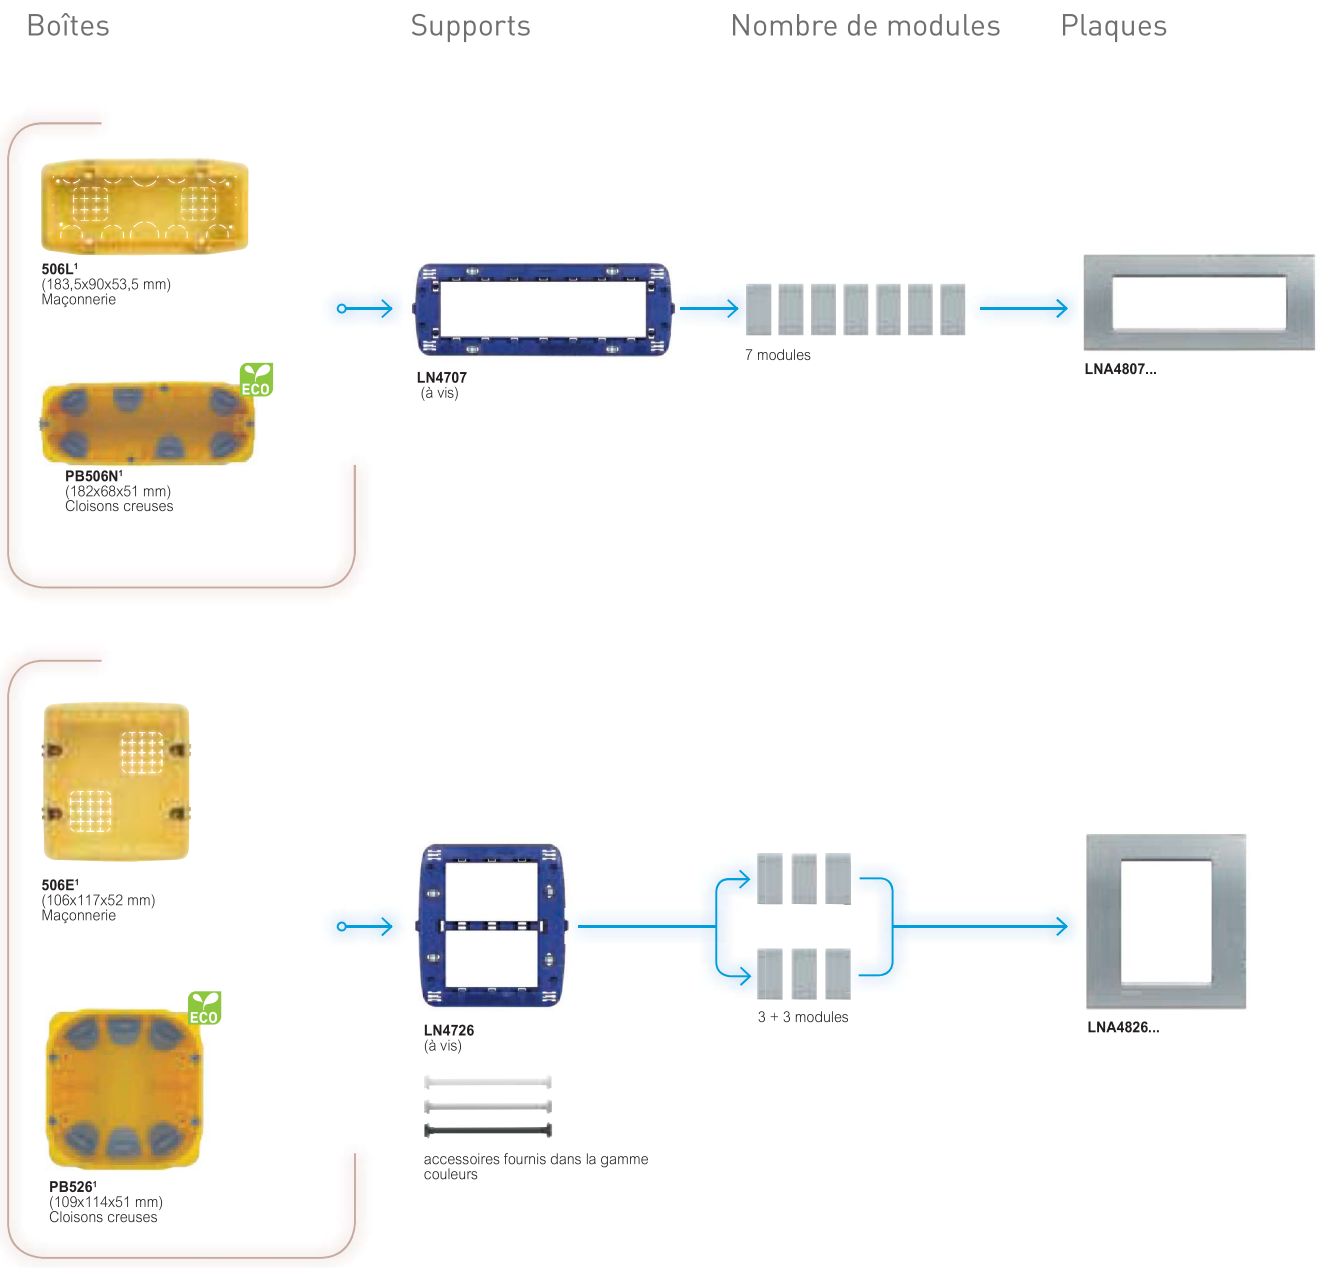 Boîtes
Supports
Nombre de modules
Plaques
506L¹
(183,5x90x53,5 mm)
Maçonnerie
ECO
PB506N¹
(182x68x51 mm)
Cloisons creuses
LN4707
(à vis)
7 modules
LNA4807...
506E¹
(106x117x52 mm)
Maçonnerie
ECO
PB526¹
(109x114x51 mm)
Cloisons creuses
LN4726
(à vis)
accessoires fournis dans la gamme
couleurs
3 + 3 modules
LNA4826...